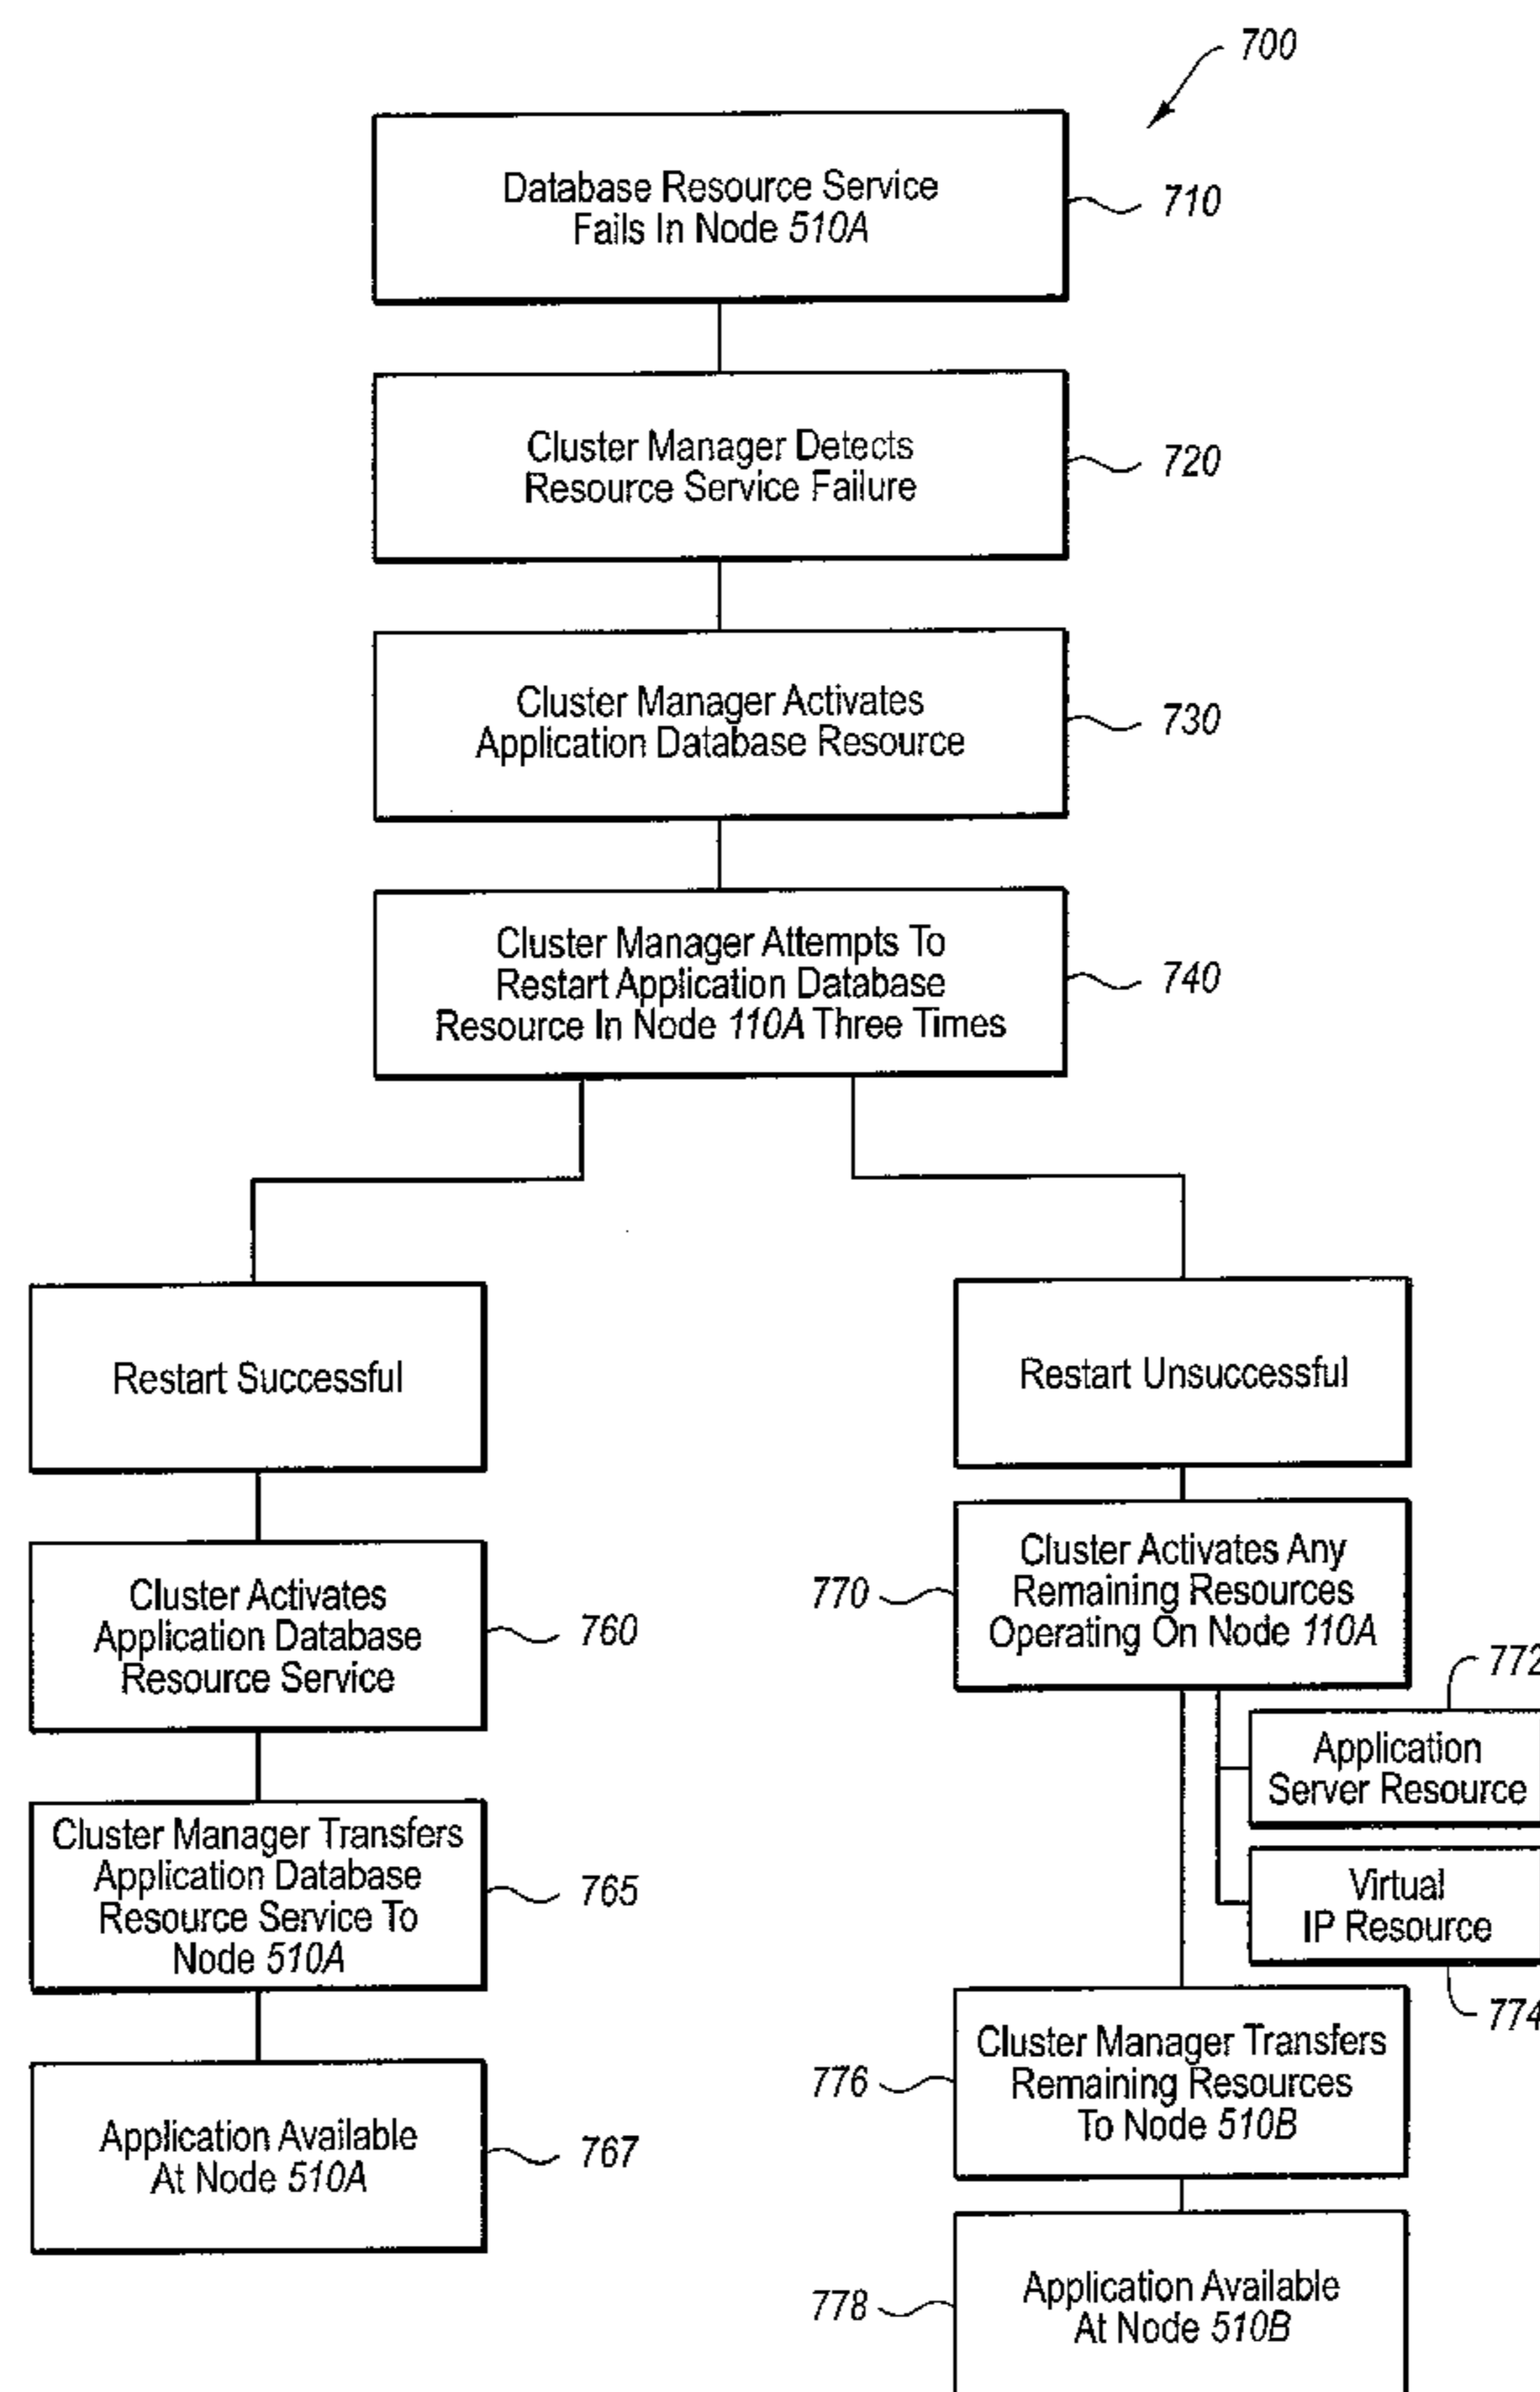 700
Database Resource Service
Fails In Node 510A
710
Cluster Manager Detects
Resource Service Failure
720
Cluster Manager Activates
Application Database Resource
730
Cluster Manager Attempts To
Restart Application Database
Resource In Node 110A Three Times
740
Restart Successful
Restart Unsuccessful
Cluster Activates
Application Database
Resource Service
760
770
Cluster Activates Any
Remaining Resources
Operating On Node 110A
772
Application
Server Resource
Virtual
IP Resource
774
Cluster Manager Transfers
Application Database
Resource Service To
Node 510A
765
776
Cluster Manager Transfers
Remaining Resources
To Node 510B
Application Available
At Node 510A
767
778
Application Available
At Node 510B